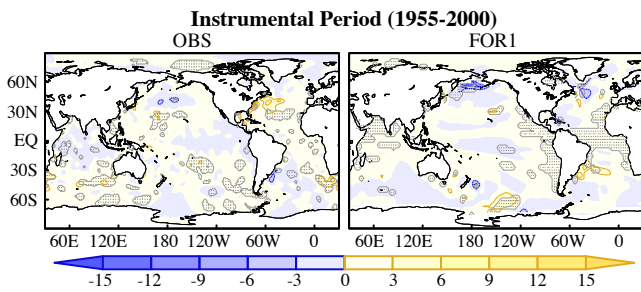 Instrumental Period (1955-2000)
OBS FOR1
60N
30N
EQ
30S
60S
60E 120E 180 120W 60W 0 60E 120E 180 120W 60W 0
-15 -12 -9 -6 -3 0 3 6 9 12 15